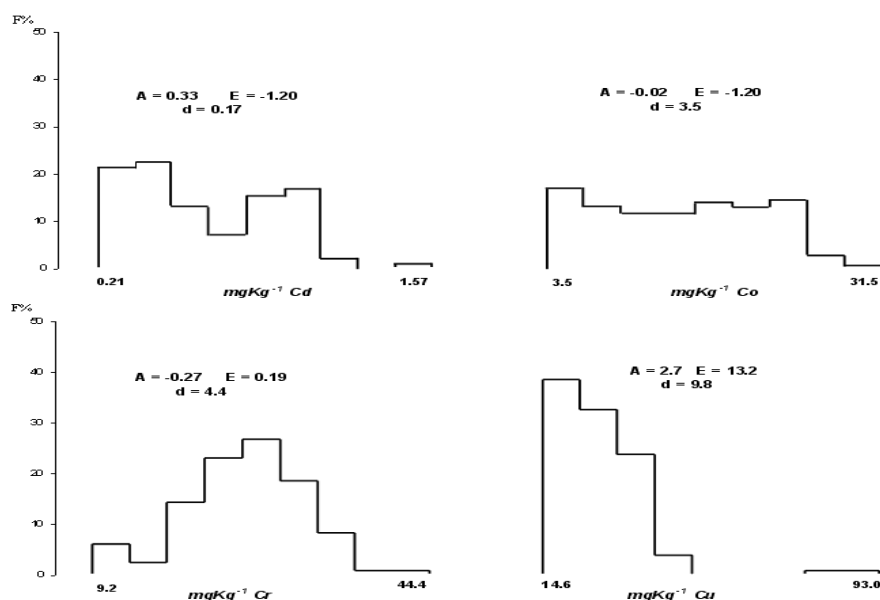 F%
50
40
30
20
10
0
A = 0.33 E = -1.20
d = 0.17
0.21 1.57
mgKg⁻¹ Cd
A = -0.02 E = -1.20
d = 3.5
3.5 31.5
mgKg⁻¹ Co
F%
50
40
30
20
10
0
A = -0.27 E = 0.19
d = 4.4
9.2 44.4
mgKg⁻¹ Cr
A = 2.7 E = 13.2
d = 9.8
14.6 93.0
mgKg⁻¹ Cu